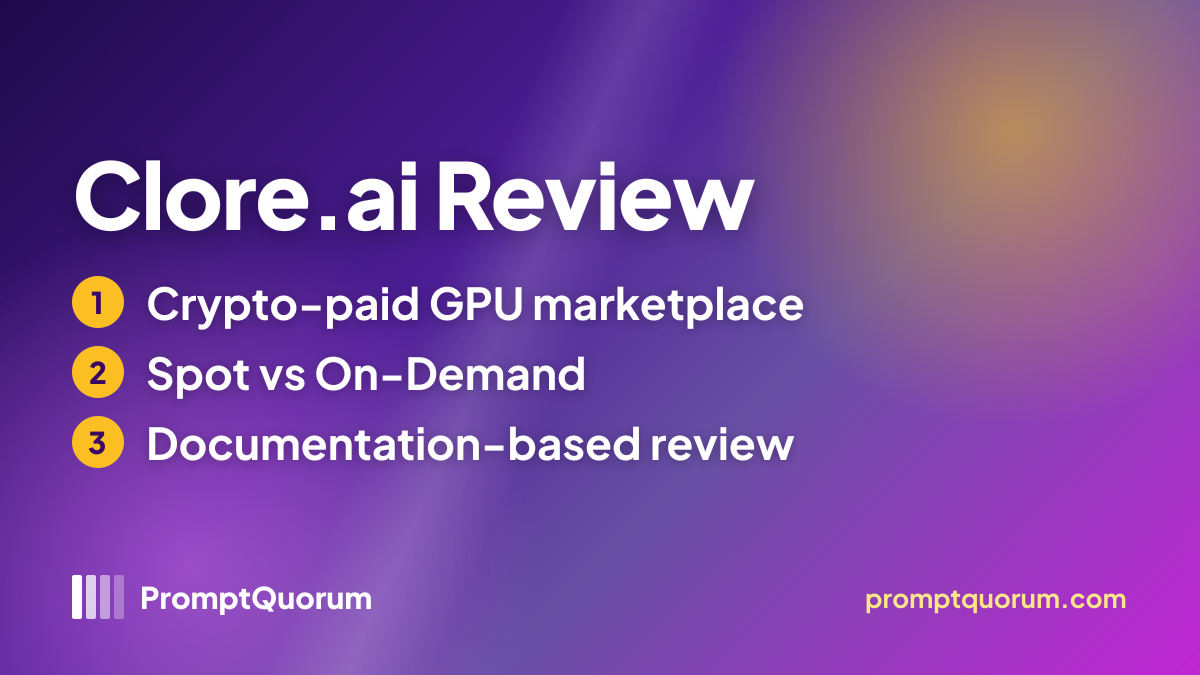 Clore.ai Review
1 Crypto-paid GPU marketplace
2 Spot vs On-Demand
3 Documentation-based review
PromptQuorum
promptquorum.com